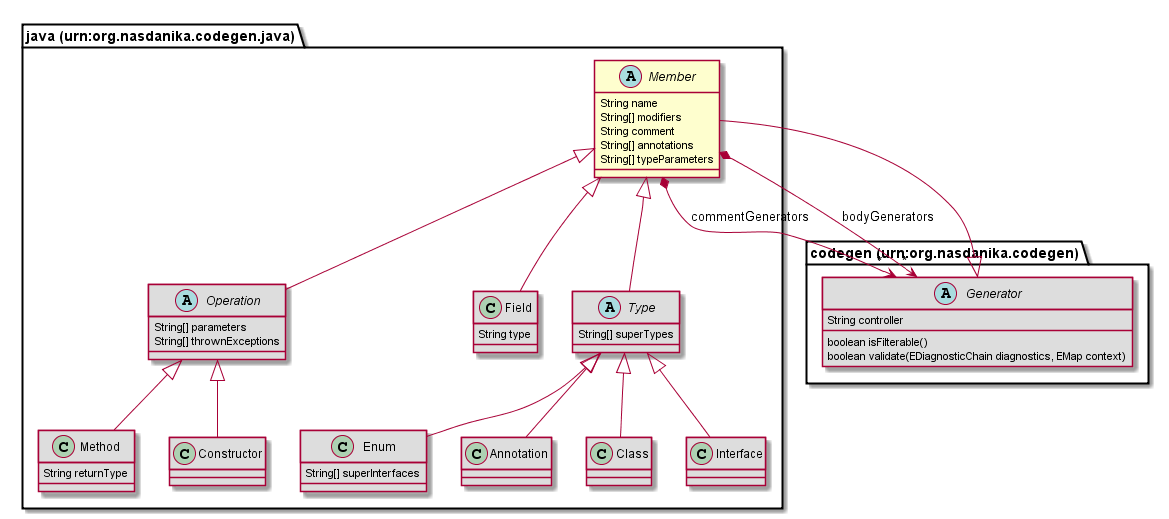 java (urn:org.nasdanika.codegen.java)
A Member
String name
String[] modifiers
String comment
String[] annotations
String[] typeParameters
commentGenerators
bodyGenerators
codegen (urn:org.nasdanika.codegen)
A Generator
String controller
boolean isFilterable()
boolean validate(EDiagnosticChain diagnostics, EMap context)
A Operation
String[] parameters
String[] thrownExceptions
C Field
String type
A Type
String[] superTypes
C Method
String returnType
C Constructor
C Enum
String[] superInterfaces
C Annotation
C Class
C Interface